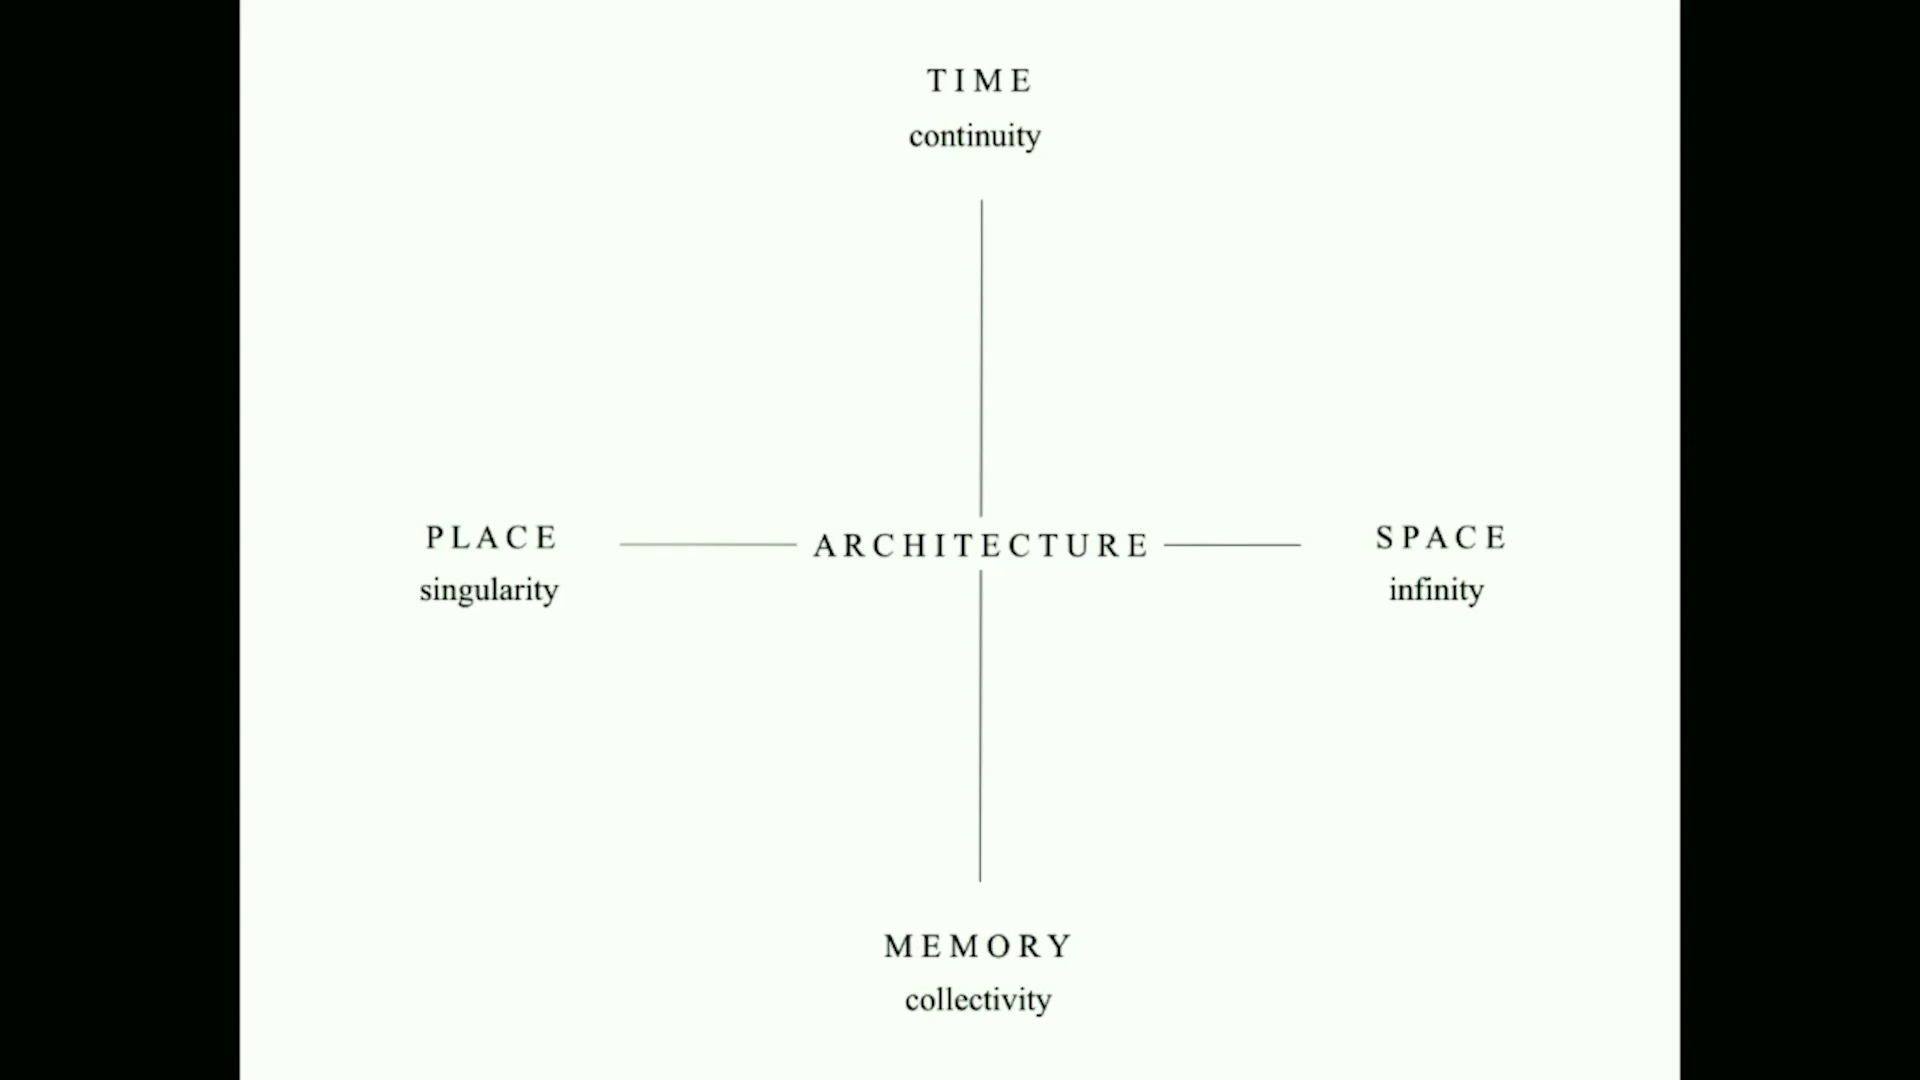 TIME
continuity
PLACE
singularity
ARCHITECTURE
SPACE
infinity
MEMORY
collectivity